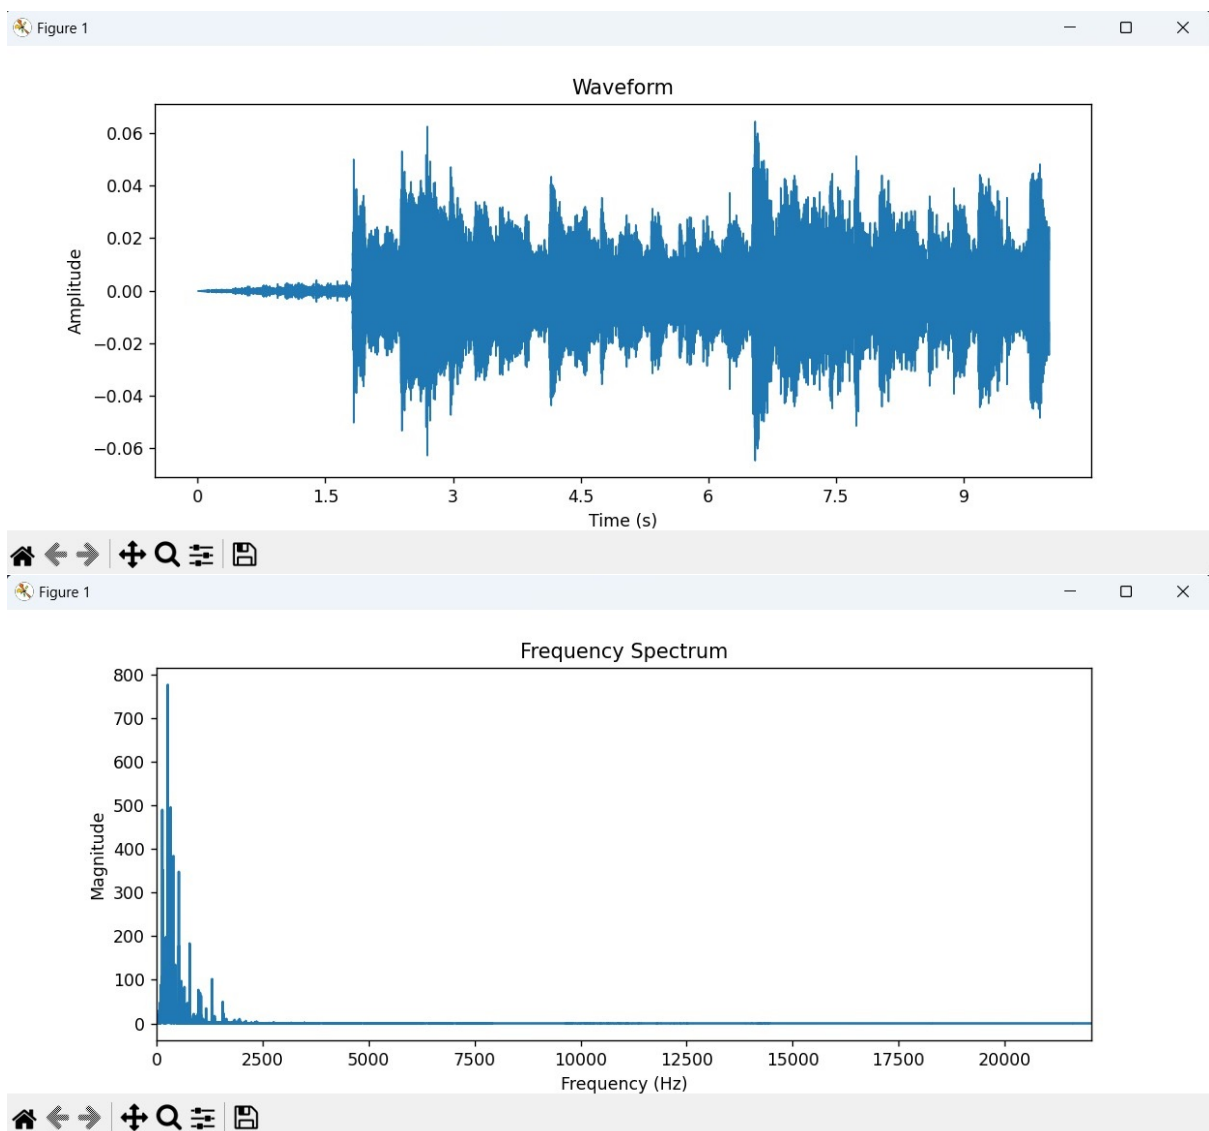 Figure 1
Waveform
0.06
0.04
0.02
0.00
−0.02
−0.04
−0.06
Amplitude
0 1.5 3 4.5 6 7.5 9
Time (s)
Figure 1
Frequency Spectrum
800
700
600
500
400
300
200
100
0
Magnitude
0 2500 5000 7500 10000 12500 15000 17500 20000
Frequency (Hz)